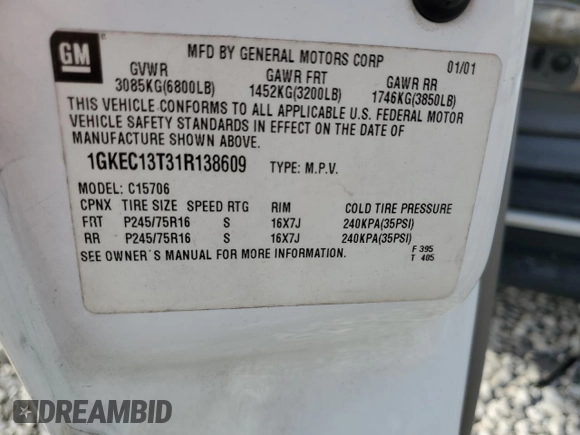 GM
MFD BY GENERAL MOTORS CORP 01/01
GVWR GAWR FRT GAWR RR
3085KG(6800LB) 1452KG(3200LB) 1746KG(3850LB)
THIS VEHICLE CONFORMS TO ALL APPLICABLE U.S. FEDERAL MOTOR
VEHICLE SAFETY STANDARDS IN EFFECT ON THE DATE OF
MANUFACTURE SHOWN ABOVE.
1GKEC13T31R138609 TYPE: M.P.V.
MODEL: C15706
CPNX TIRE SIZE SPEED RTG RIM COLD TIRE PRESSURE
FRT P245/75R16 S 16X7J 240KPA(35PSI)
RR P245/75R16 S 16X7J 240KPA(35PSI)
SEE OWNER'S MANUAL FOR MORE INFORMATION. F 395
T 405
DREAMBID